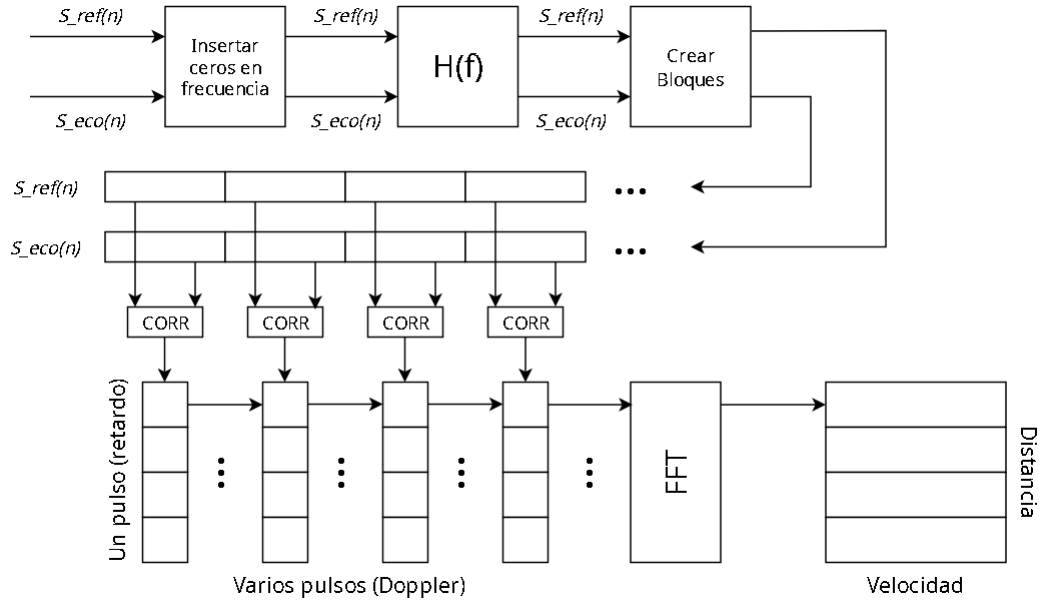 S_ref(n)
S_ref(n)
S_ref(n)
Insertar
ceros en
frecuencia
H(f)
Crear
Bloques
S_eco(n)
S_eco(n)
S_eco(n)
S_ref(n)
...
S_eco(n)
...
CORR
CORR
CORR
CORR
Un pulso (retardo)
FFT
Distancia
Varios pulsos (Doppler)
Velocidad